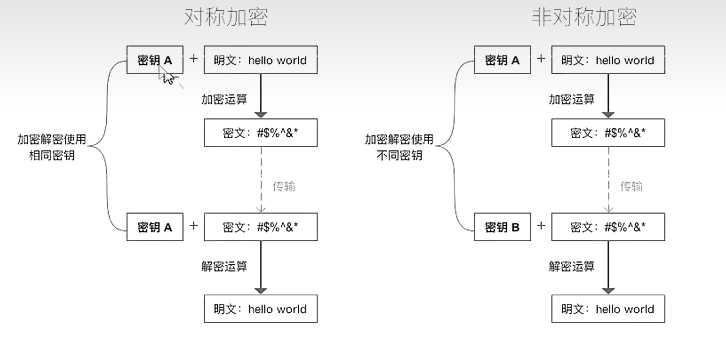 对称加密
密钥 A + 明文：hello world
加密运算
密文：#$%^&*
加密解密使用
相同密钥
传输
密钥 A + 密文：#$%^&*
解密运算
明文：hello world
非对称加密
密钥 A + 明文：hello world
加密运算
密文：#$%^&*
加密解密使用
不同密钥
传输
密钥 B + 密文：#$%^&*
解密运算
明文：hello world